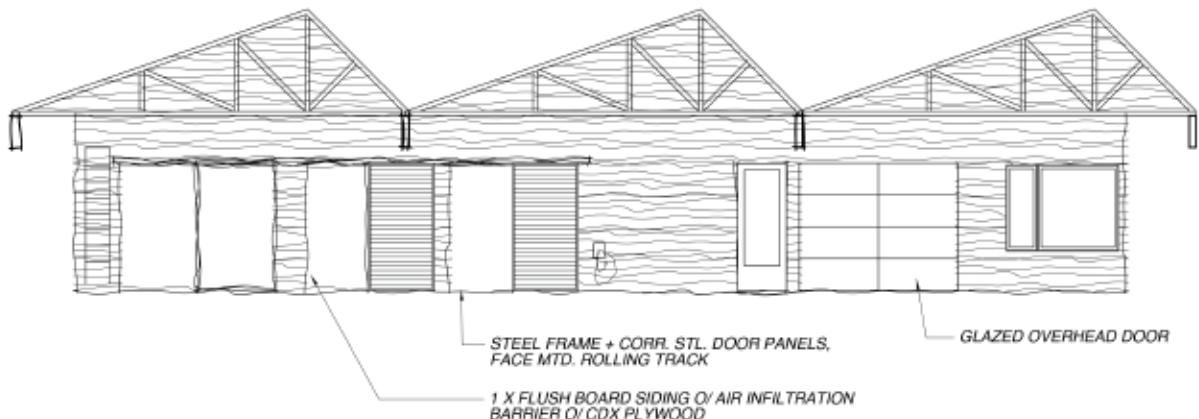 STEEL FRAME + CORR. STL. DOOR PANELS,
FACE MTD. ROLLING TRACK
GLAZED OVERHEAD DOOR
1 X FLUSH BOARD SIDING O/ AIR INFILTRATION
BARRIER O/ CDX PLYWOOD